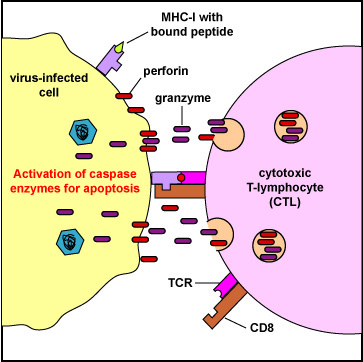 MHC-I with
bound peptide
virus-infected
cell
perforin
granzyme
Activation of caspase
enzymes for apoptosis
cytotoxic
T-lymphocyte
(CTL)
TCR
CD8